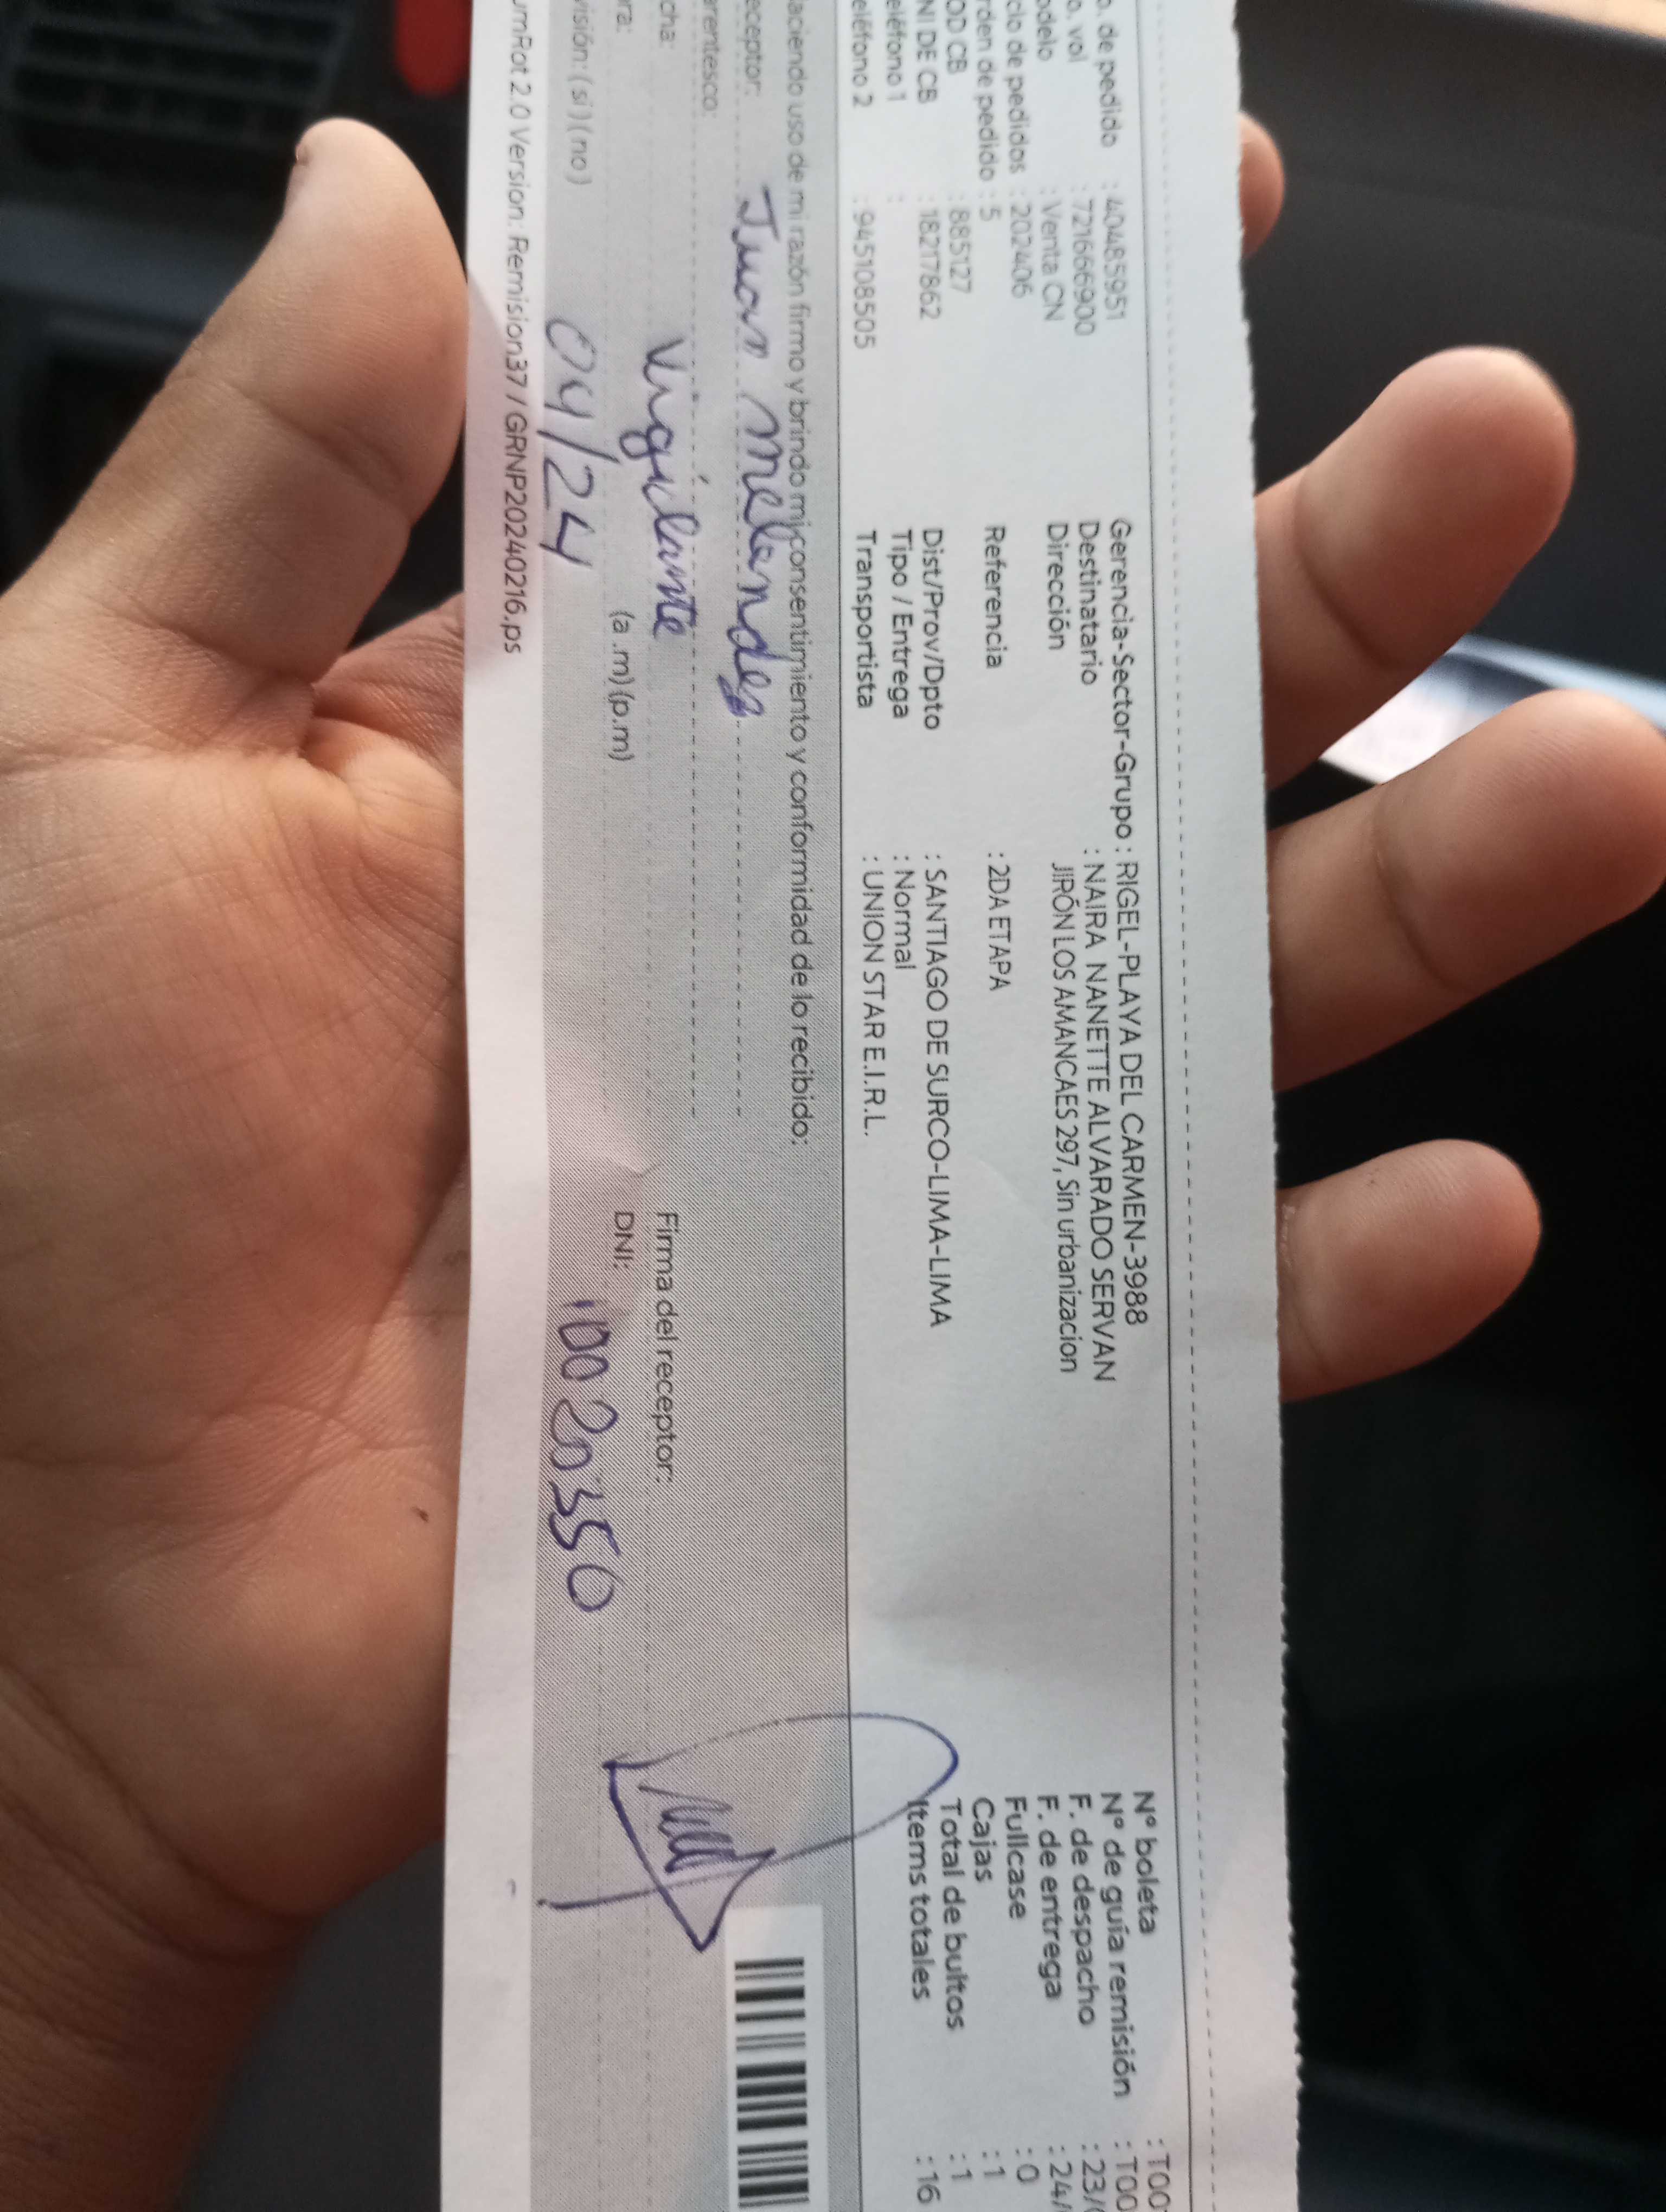 o. de pedido : 40485951
o. vol : 721666900
odelo : Venta CN
clo de pedidos : 202406
rden de pedido : 5
OD CB : 885127
NI DE CB : 18217862
eléfono 1 :
eléfono 2 : 945108505
Gerencia-Sector-Grupo : RIGEL-PLAYA DEL CARMEN-3988
Destinatario : NAIRA NANETTE ALVARADO SERVAN
Dirección JIRÓN LOS AMANCAES 297, Sin urbanizacion
Referencia : 2DA ETAPA
Dist/Prov/Dpto : SANTIAGO DE SURCO-LIMA-LIMA
Tipo / Entrega : Normal
Transportista : UNION STAR E.I.R.L.
N° boleta : T00
N° de guía remisión : T00
F. de despacho : 23/
F. de entrega : 24/
Fullcase : 0
Cajas : 1
Total de bultos : 1
Items totales : 16
aciendo uso de mi razón firmo y brindo mi consentimiento y conformidad de lo recibido:
eceptor: Juan Melendez
arentesco: Vigilante
cha: 04/24
ra: (a.m) (p.m)
visión: (si) (no)
Firma del receptor:
DNI: 10020350
umRot 2.0 Version: Remision37 / GRNP20240216.ps